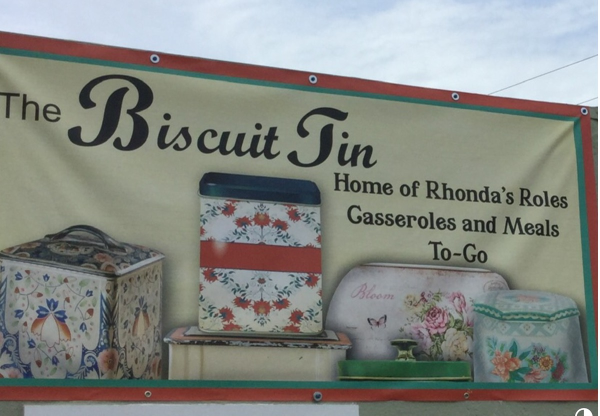 The Biscuit Tin
Home of Rhonda's Roles
Casseroles and Meals
To-Go
Bloom